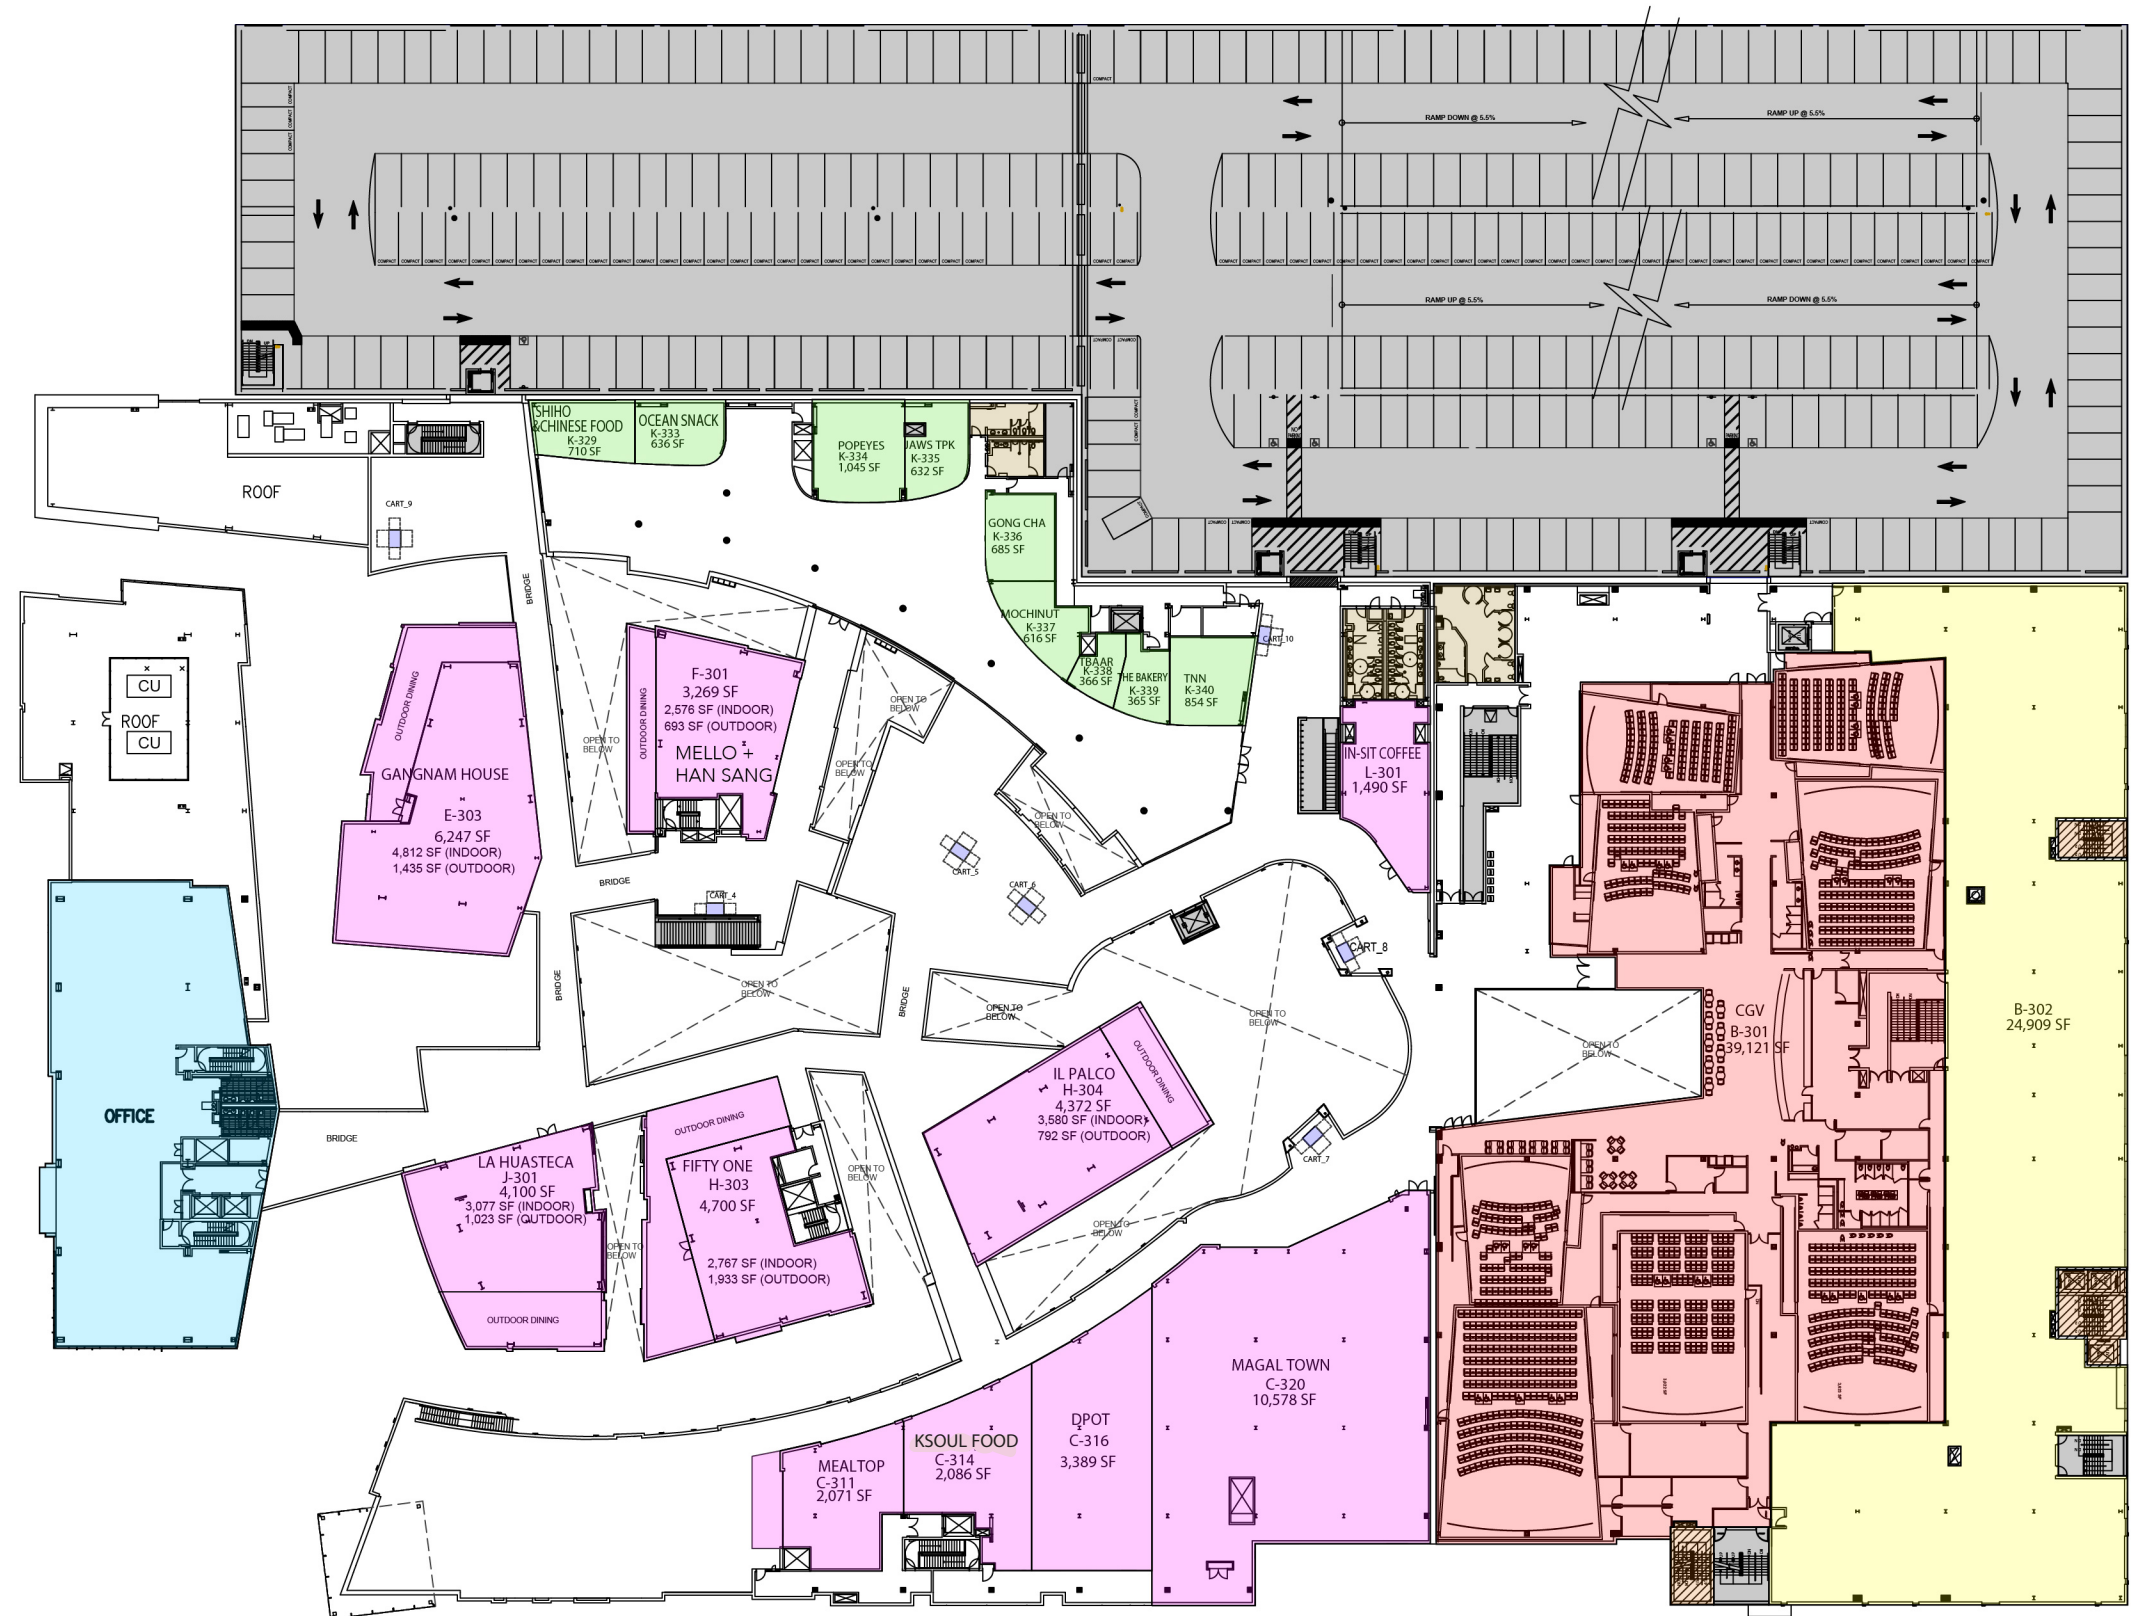 COMPACT
RAMP DOWN @ 5.5%
RAMP UP @ 5.5%
RAMP UP @ 5.5%
RAMP DOWN @ 5.5%
NO
PARKING
SHIHO
&CHINESE FOOD
K-329
710 SF
OCEAN SNACK
K-333
636 SF
POPEYES
K-334
1,045 SF
JAWS TPK
K-335
632 SF
ROOF
CART_9
GONG CHA
K-336
685 SF
BRIDGE
MOCHINUT
K-337
616 SF
CART_10
TBAAR
K-338
366 SF
THE BAKERY
K-339
365 SF
TNN
K-340
854 SF
CU
ROOF
CU
OUTDOOR DINING
GANGNAM HOUSE
E-303
6,247 SF
4,812 SF (INDOOR)
1,435 SF (OUTDOOR)
OPEN TO
BELOW
OUTDOOR DINING
F-301
3,269 SF
2,576 SF (INDOOR)
693 SF (OUTDOOR)
MELLO +
HAN SANG
OPEN TO
BELOW
OPEN TO
BELOW
OPEN TO
BELOW
IN-SIT COFFEE
L-301
1,490 SF
CART_5
CART_6
BRIDGE
CART_4
CART_8
BRIDGE
OPEN TO
BELOW
BRIDGE
OPEN TO
BELOW
OPEN TO
BELOW
OPEN TO
BELOW
CGV
B-301
39,121 SF
B-302
24,909 SF
OFFICE
BRIDGE
IL PALCO
H-304
4,372 SF
3,580 SF (INDOOR)
792 SF (OUTDOOR)
OUTDOOR DINING
CART_7
LA HUASTECA
J-301
4,100 SF
3,077 SF (INDOOR)
1,023 SF (OUTDOOR)
OUTDOOR DINING
OPEN TO
BELOW
OUTDOOR DINING
FIFTY ONE
H-303
4,700 SF
2,767 SF (INDOOR)
1,933 SF (OUTDOOR)
OPEN TO
BELOW
OPEN TO
BELOW
MEALTOP
C-311
2,071 SF
KSOUL FOOD
C-314
2,086 SF
DPOT
C-316
3,389 SF
MAGAL TOWN
C-320
10,578 SF